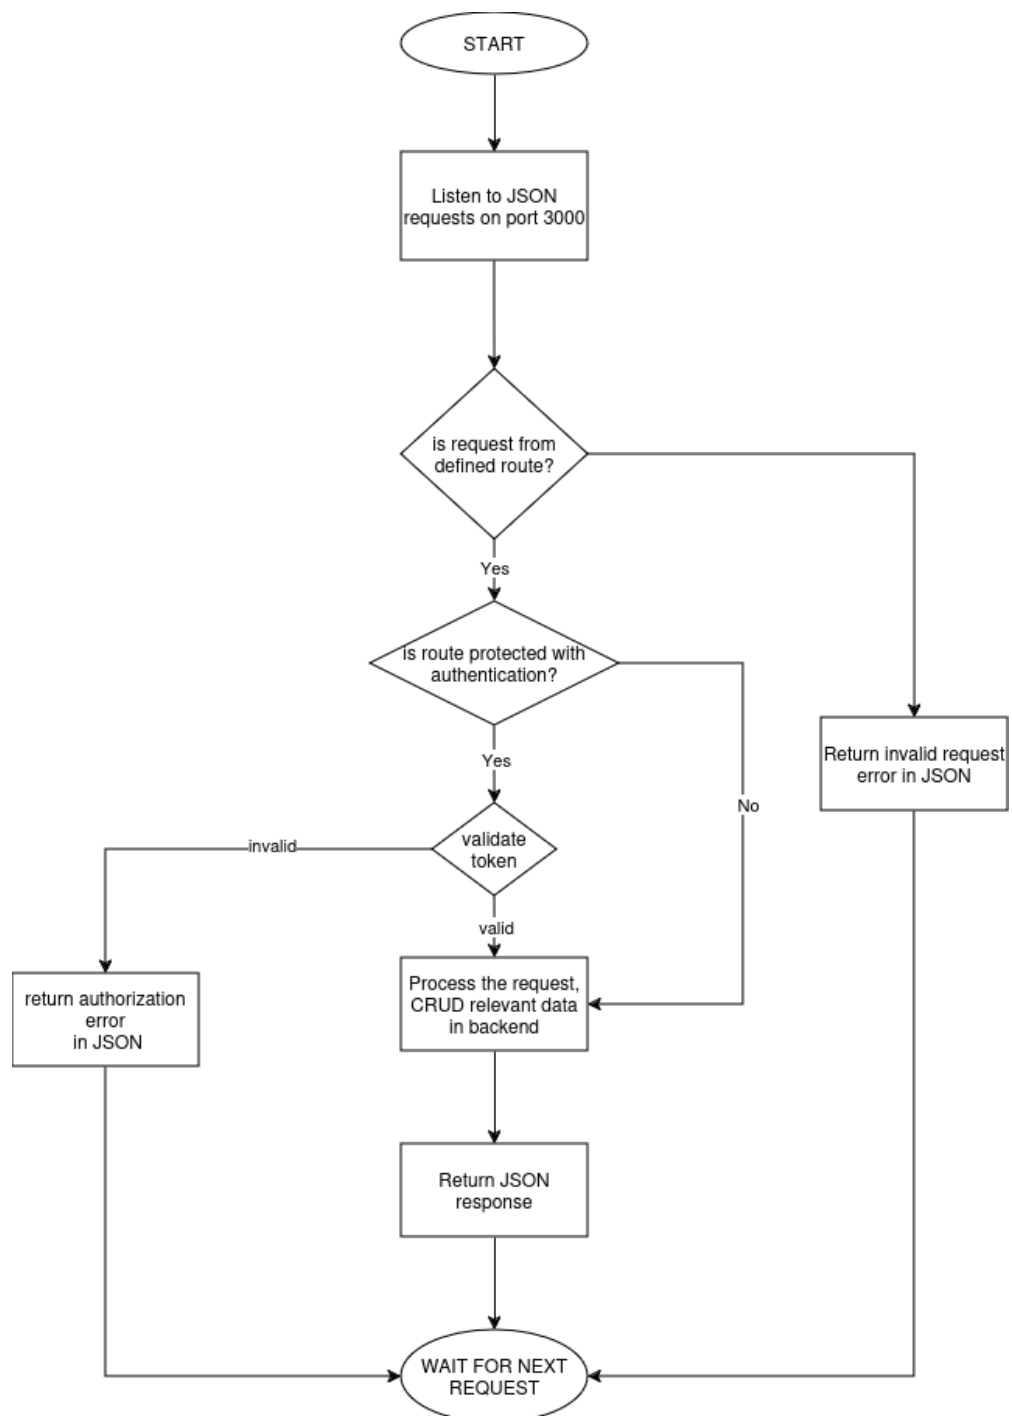 START
Listen to JSON
requests on port 3000
is request from
defined route?
Yes
is route protected with
authentication?
Yes
Return invalid request
error in JSON
No
invalid
validate
token
valid
return authorization
error
in JSON
Process the request,
CRUD relevant data
in backend
Return JSON
response
WAIT FOR NEXT
REQUEST